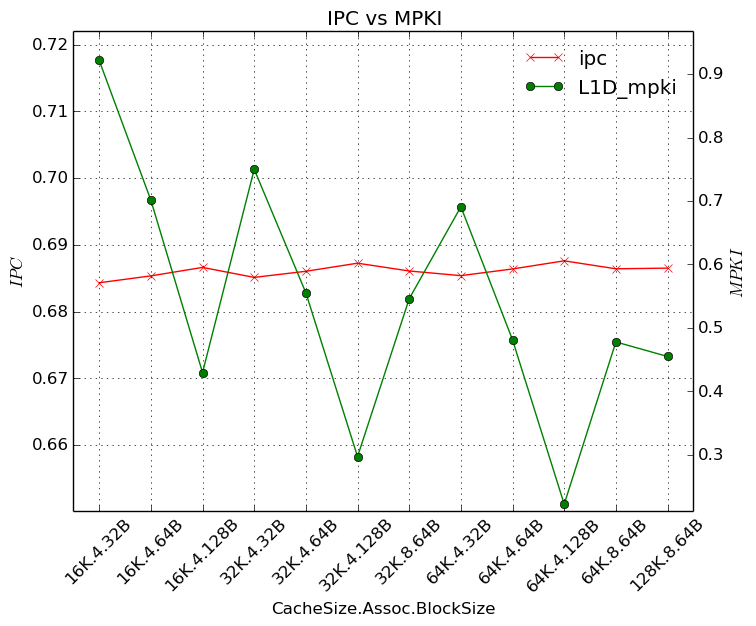 IPC vs MPKI
ipc
L1D_mpki
0.72
0.71
0.70
0.69
0.68
0.67
0.66
IPC
0.9
0.8
0.7
0.6
0.5
0.4
0.3
MPKI
16K.4.32B
16K.4.64B
16K.4.128B
32K.4.32B
32K.4.64B
32K.4.128B
32K.8.64B
64K.4.32B
64K.4.64B
64K.4.128B
64K.8.64B
128K.8.64B
CacheSize.Assoc.BlockSize